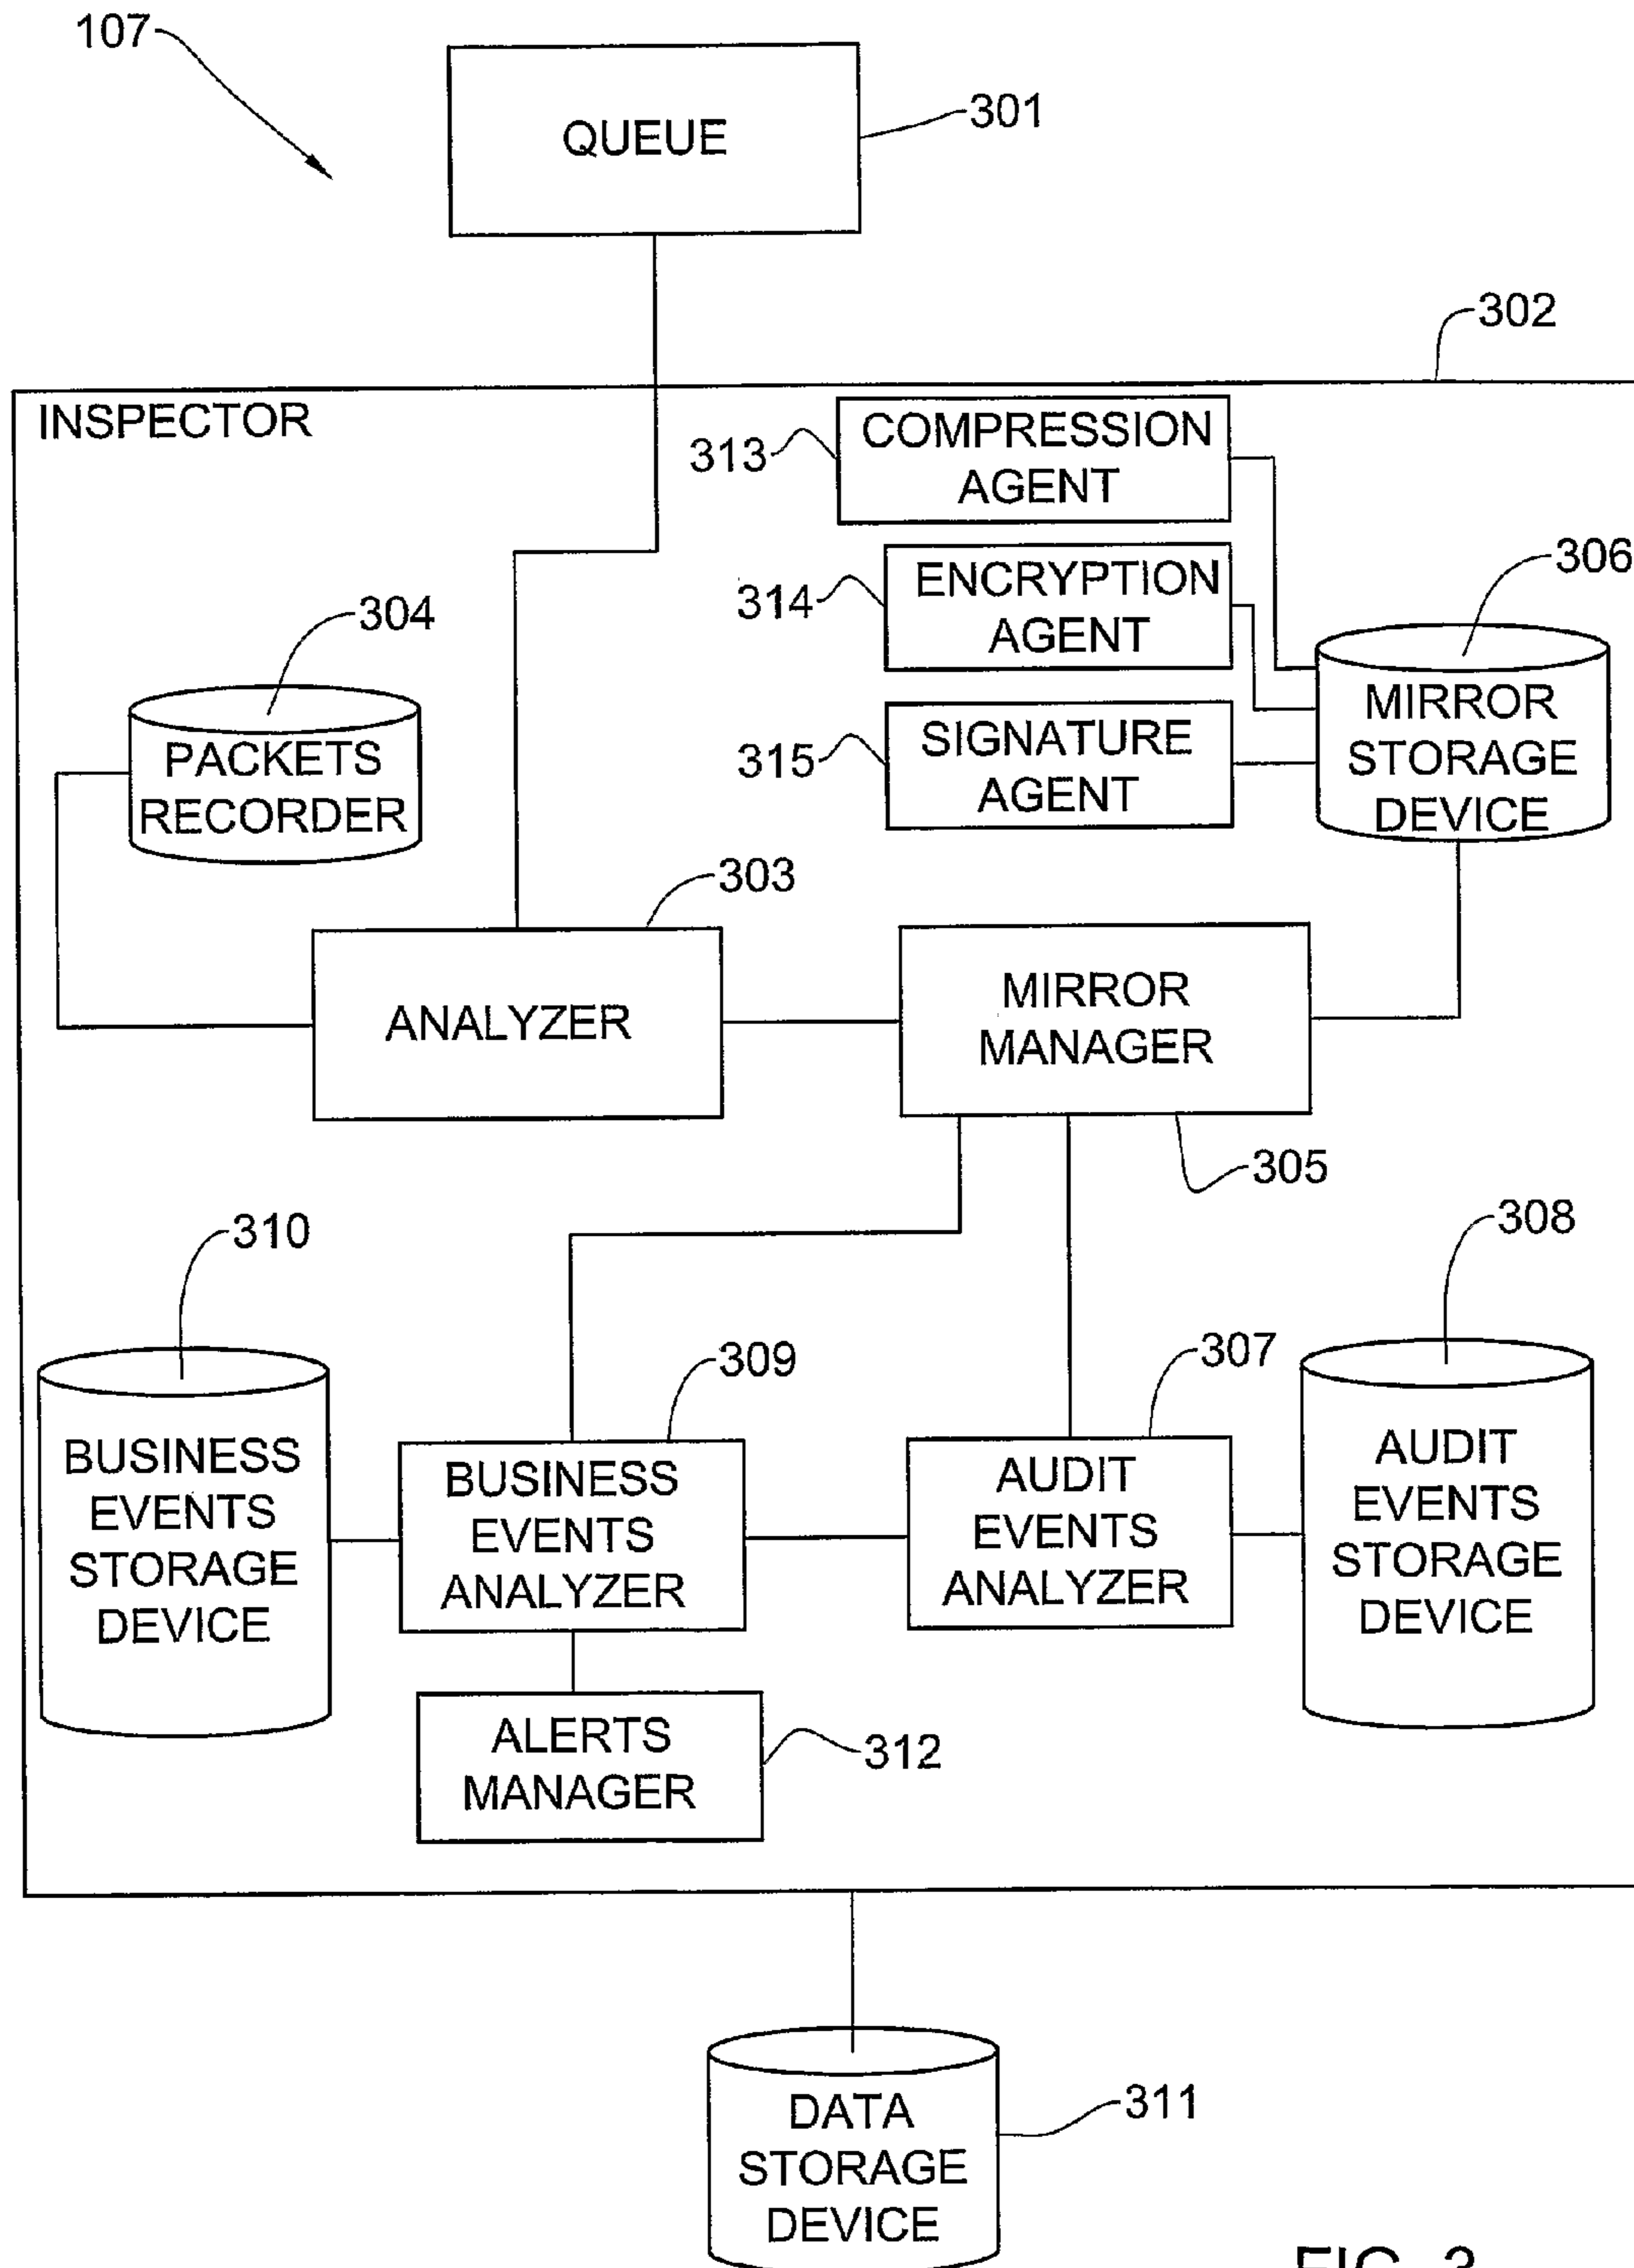 107
QUEUE
301
302
INSPECTOR
313
COMPRESSION
AGENT
314
ENCRYPTION
AGENT
315
SIGNATURE
AGENT
306
MIRROR
STORAGE
DEVICE
304
PACKETS
RECORDER
303
ANALYZER
MIRROR
MANAGER
305
310
BUSINESS
EVENTS
STORAGE
DEVICE
309
BUSINESS
EVENTS
ANALYZER
307
AUDIT
EVENTS
ANALYZER
308
AUDIT
EVENTS
STORAGE
DEVICE
ALERTS
MANAGER
312
DATA
STORAGE
DEVICE
311
FIG. 3